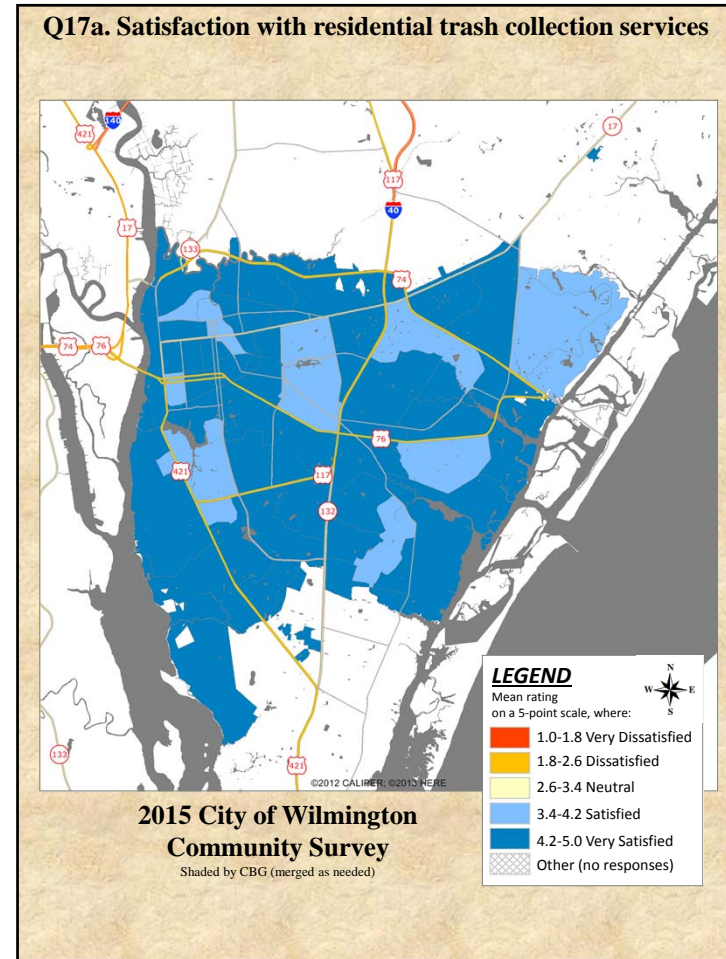 Q17a. Satisfaction with residential trash collection services
140
421
17
117
40
17
133
74
74
76
76
421
117
132
133
421
©2012 CALIPER; ©2013 HERE
LEGEND
Mean rating
on a 5-point scale, where:
N
W E
S
1.0-1.8 Very Dissatisfied
1.8-2.6 Dissatisfied
2.6-3.4 Neutral
3.4-4.2 Satisfied
4.2-5.0 Very Satisfied
Other (no responses)
2015 City of Wilmington
Community Survey
Shaded by CBG (merged as needed)